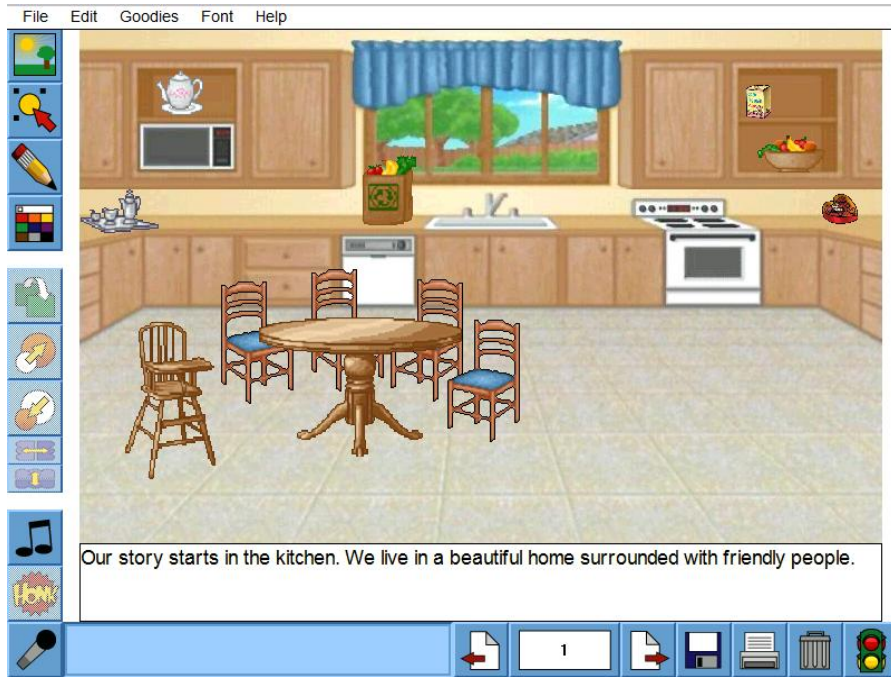 File Edit Goodies Font Help
HONK
Our story starts in the kitchen. We live in a beautiful home surrounded with friendly people.
1